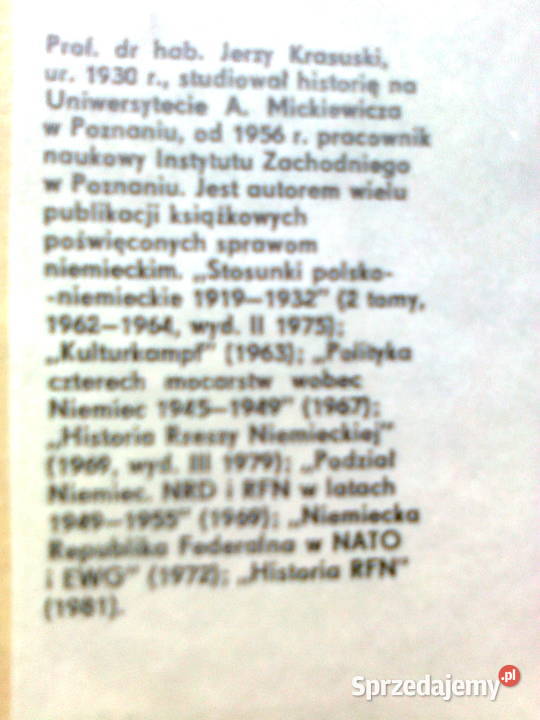 Prof. dr hab. Jerzy Krasuski,
ur. 1930 r., studiował historię na
Uniwersytecie A. Mickiewicza
w Poznaniu, od 1956 r. pracownik
naukowy Instytutu Zachodniego
w Poznaniu. Jest autorem wielu
publikacji książkowych
poświęconych sprawom
niemieckim. „Stosunki polsko-
-niemieckie 1919—1932" (2 tomy,
1962—1964, wyd. II 1975);
„Kulturkampf" (1963); „Polityka
czterech mocarstw wobec
Niemiec 1945—1949" (1967);
„Historia Rzeszy Niemieckiej"
(1969, wyd. III 1979); „Podział
Niemiec. NRD i RFN w latach
1949—1955" (1969); „Niemiecka
Republika Federalna w NATO
i EWG" (1972); „Historia RFN"
(1981).
Sprzedajemy.pl